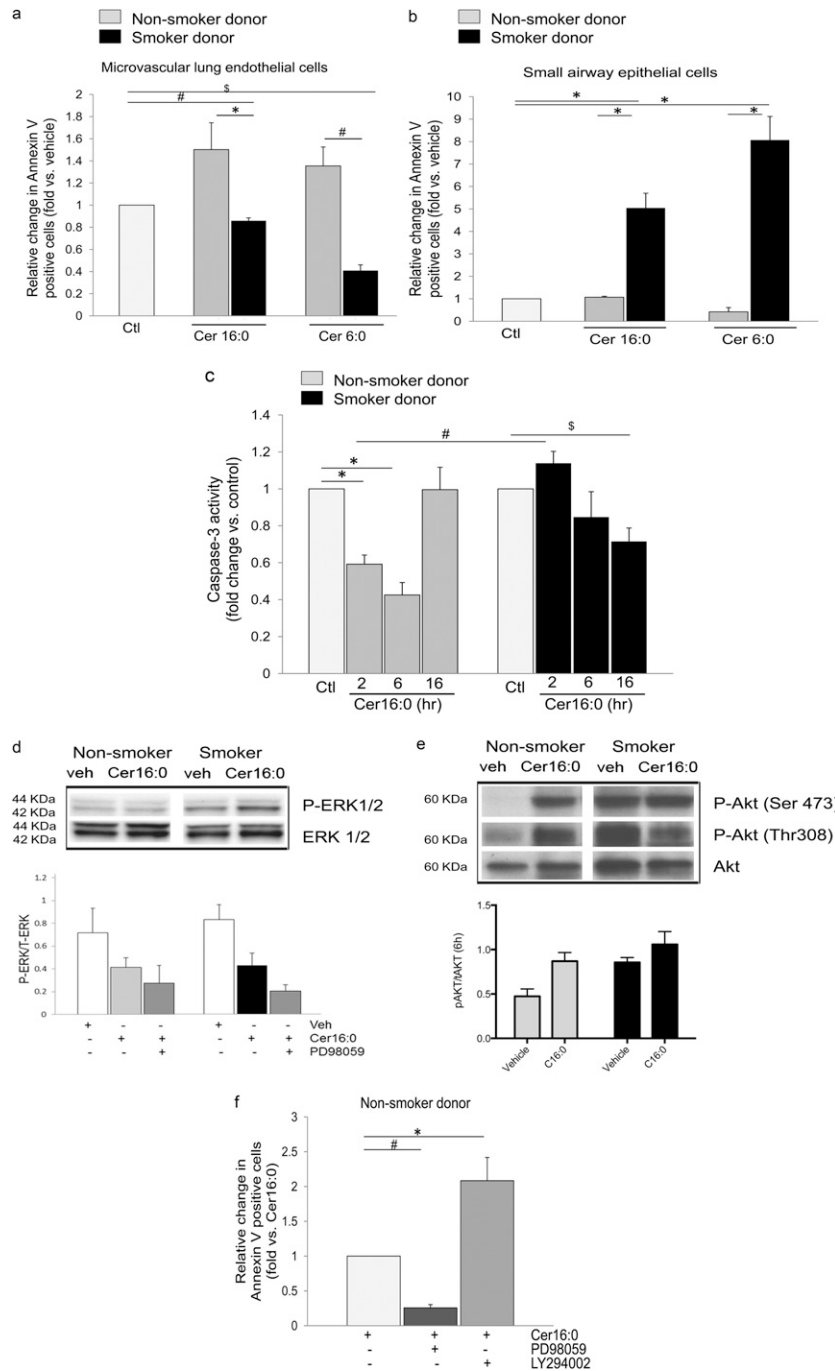 a
Non-smoker donor
Smoker donor
Microvascular lung endothelial cells
Relative change in Annexin V
positive cells (fold vs. vehicle)
2
1.8
1.6
1.4
1.2
1
0.8
0.6
0.4
0.2
0
$
#
*
#
Ctl
Cer 16:0
Cer 6:0
b
Non-smoker donor
Smoker donor
Small airway epithelial cells
Relative change in Annexin V
positive cells (fold vs. vehicle)
10
9
8
7
6
5
4
3
2
1
0
*
*
*
*
Ctl
Cer 16:0
Cer 6:0
c
Non-smoker donor
Smoker donor
Caspase-3 activity
(fold change vs. control)
1.4
1.2
1
0.8
0.6
0.4
0.2
0
#
$
*
*
Ctl 2 6 16 Ctl 2 6 16
Cer16:0 (hr) Cer16:0 (hr)
d
Non-smoker Smoker
veh Cer16:0 veh Cer16:0
44 KDa
42 KDa
P-ERK1/2
44 KDa
42 KDa
ERK 1/2
P-ERK/T-ERK
1.2
1
0.8
0.6
0.4
0.2
0
+ - - + - - Veh
- + + - + + Cer16:0
- - + - - + PD98059
e
Non-smoker Smoker
veh Cer16:0 veh Cer16:0
60 KDa P-Akt (Ser 473)
60 KDa P-Akt (Thr308)
60 KDa Akt
pAKT/tAKT (6h)
1.5
1.0
0.5
0.0
Vehicle C16:0 Vehicle C16:0
f
Non-smoker donor
Relative change in
Annexin V positive cells
(fold vs. Cer16:0)
3
2.5
2
1.5
1
0.5
0
*
#
+ + + Cer16:0
- + - PD98059
- - + LY294002